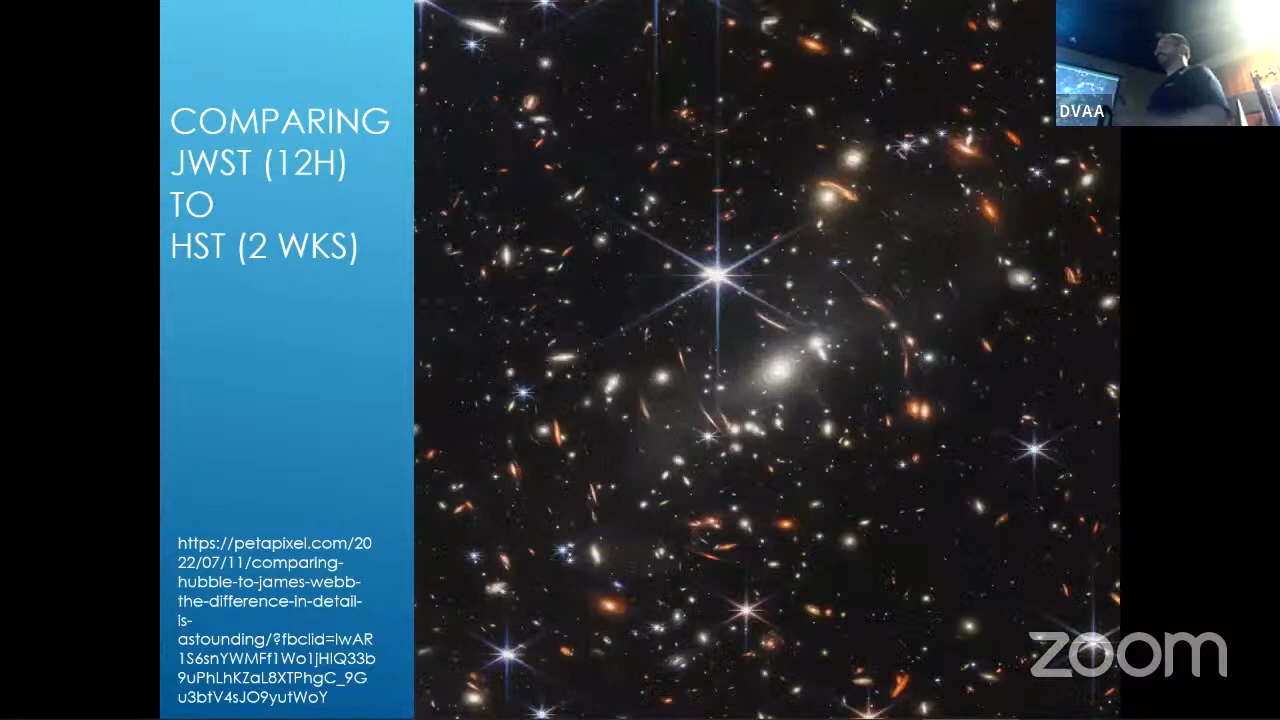 COMPARING
JWST (12H)
TO
HST (2 WKS)
https://petapixel.com/20
22/07/11/comparing-
hubble-to-james-webb-
the-difference-in-detail-
is-
astounding/?fbclid=IwAR
1S6snYWMFf1Wo1jHIQ33b
9uPhLhKZaL8XTPhgC_9G
u3btV4sJO9yutWoY
DVAA
zoom